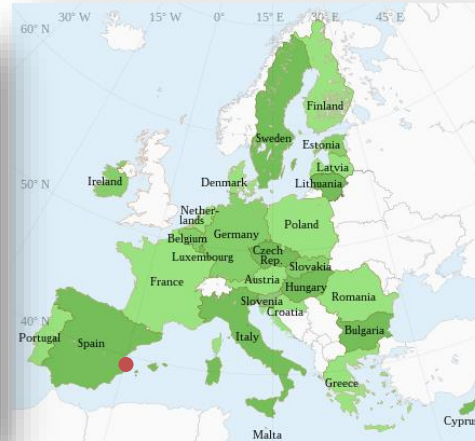 30° W
15° W
0°
15° E
30° E
45° E
60° N
Finland
Sweden
Estonia
Latvia
Lithuania
Ireland
Denmark
50° N
Nether-
lands
Poland
Belgium
Germany
Luxembourg
Czech
Rep.
Slovakia
France
Austria
Hungary
Slovenia
Romania
Croatia
40° N
Portugal
Spain
Italy
Bulgaria
Greece
Malta
Cypru